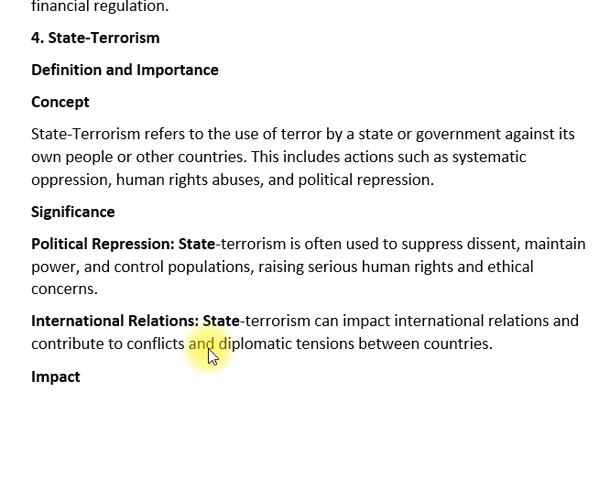 financial regulation.
4. State-Terrorism
Definition and Importance
Concept
State-Terrorism refers to the use of terror by a state or government against its
own people or other countries. This includes actions such as systematic
oppression, human rights abuses, and political repression.
Significance
Political Repression: State-terrorism is often used to suppress dissent, maintain
power, and control populations, raising serious human rights and ethical
concerns.
International Relations: State-terrorism can impact international relations and
contribute to conflicts and diplomatic tensions between countries.
Impact